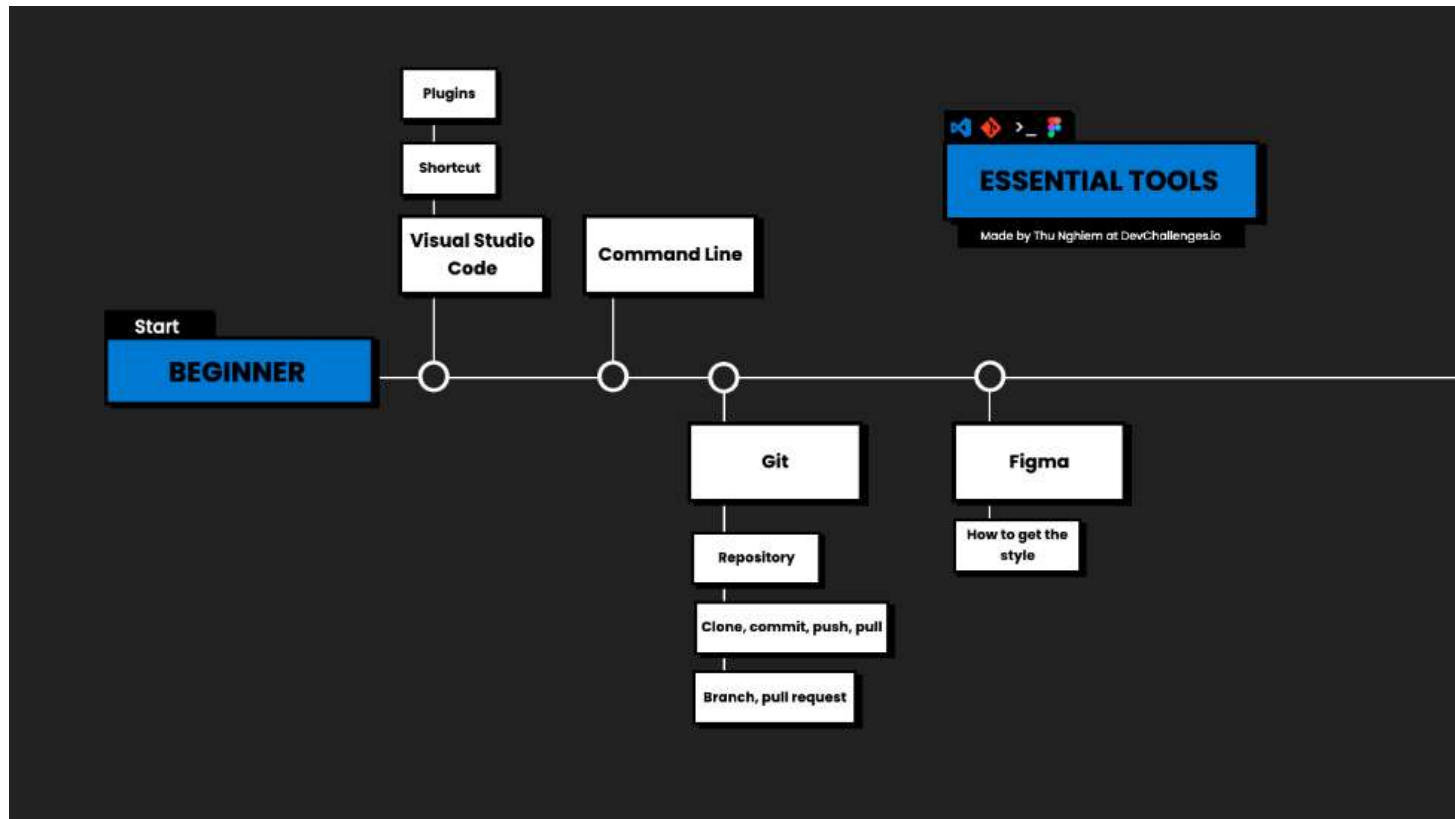 Plugins
Shortcut
Visual Studio
Code
Command Line
>_
ESSENTIAL TOOLS
Made by Thu Nghiem at DevChallenges.io
Start
BEGINNER
Git
Repository
Clone, commit, push, pull
Branch, pull request
Figma
How to get the
style